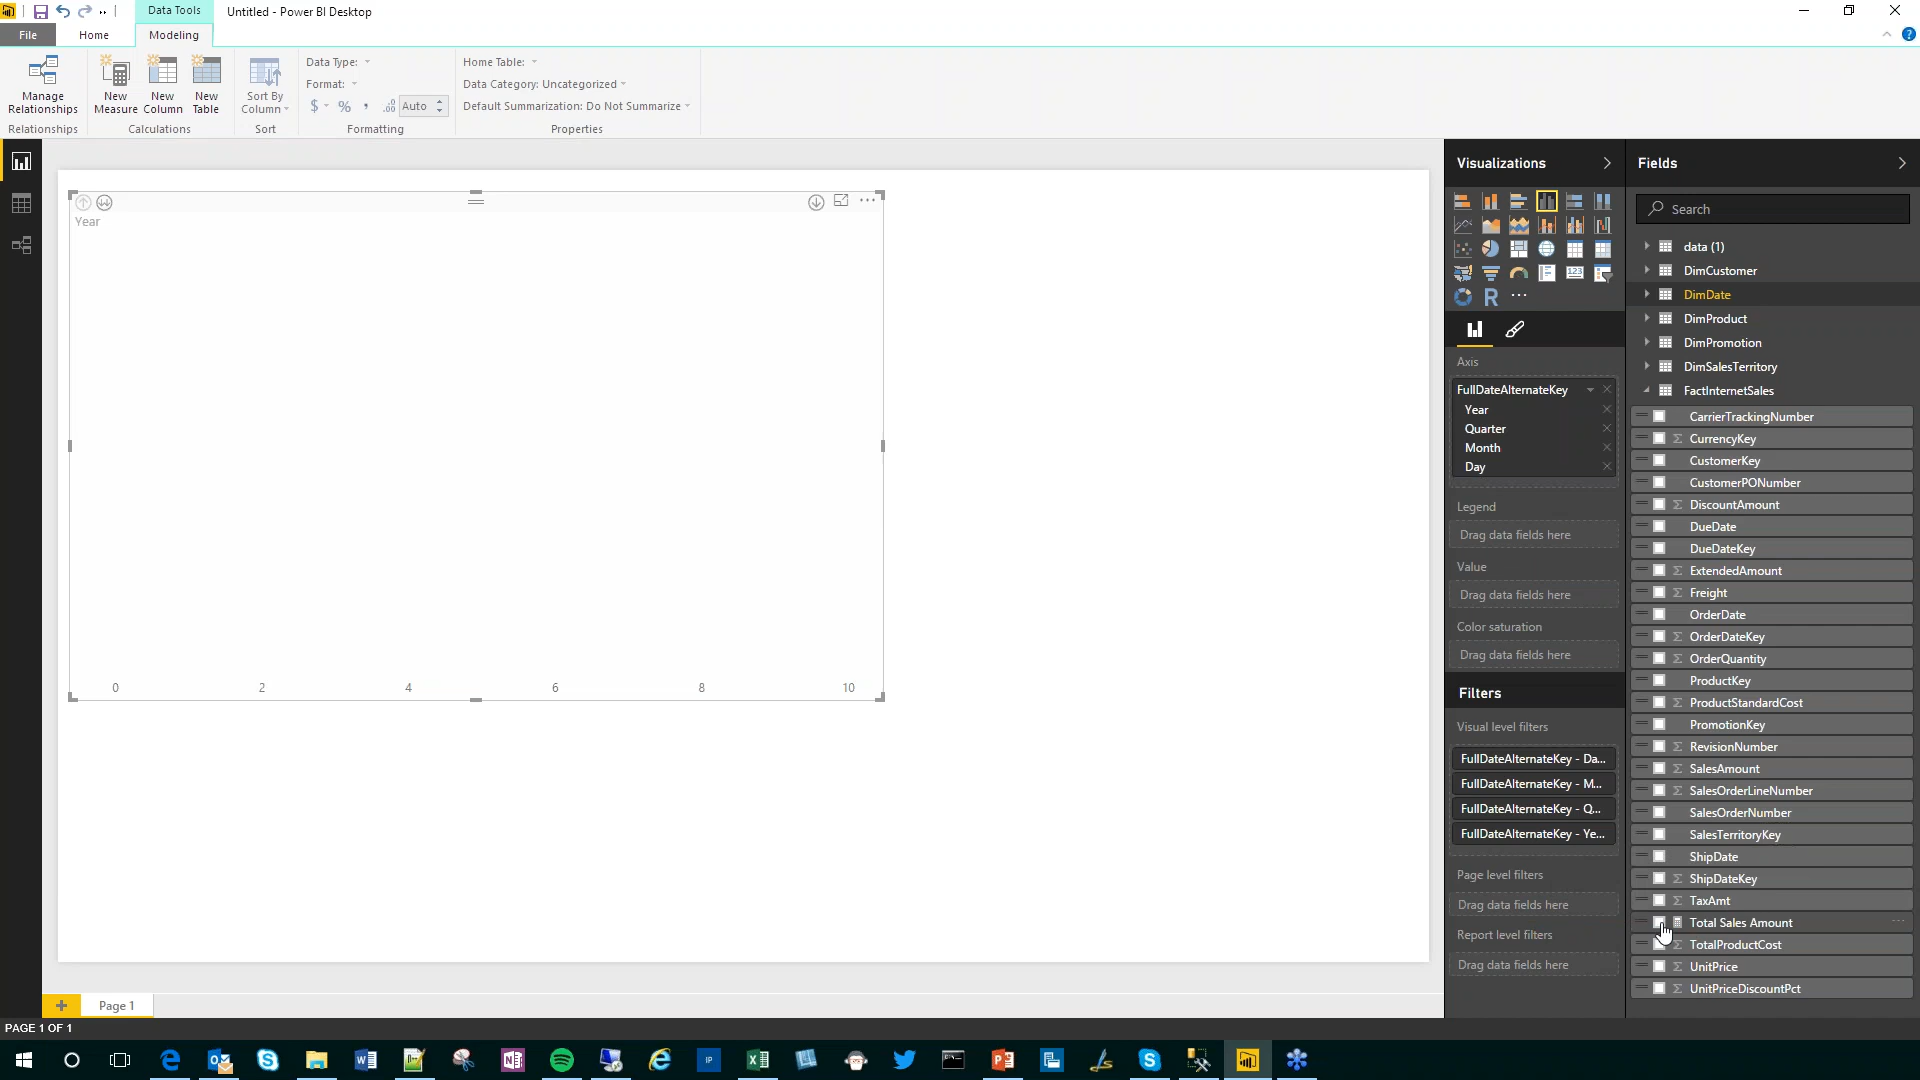 Data Tools
Untitled - Power BI Desktop
File
Home
Modeling
Manage Relationships
New Measure
New Column
New Table
Sort By Column
Data Type:
Format:
$ % , .00 Auto
Home Table:
Data Category: Uncategorized
Default Summarization: Do Not Summarize
Relationships
Calculations
Sort
Formatting
Properties
Year
0 2 4 6 8 10
Visualizations
R
Axis
FullDateAlternateKey
Year
Quarter
Month
Day
Legend
Drag data fields here
Value
Drag data fields here
Color saturation
Drag data fields here
Filters
Visual level filters
FullDateAlternateKey - Da...
FullDateAlternateKey - M...
FullDateAlternateKey - Q...
FullDateAlternateKey - Ye...
Page level filters
Drag data fields here
Report level filters
Drag data fields here
Fields
Search
data (1)
DimCustomer
DimDate
DimProduct
DimPromotion
DimSalesTerritory
FactInternetSales
CarrierTrackingNumber
CurrencyKey
CustomerKey
CustomerPONumber
DiscountAmount
DueDate
DueDateKey
ExtendedAmount
Freight
OrderDate
OrderDateKey
OrderQuantity
ProductKey
ProductStandardCost
PromotionKey
RevisionNumber
SalesAmount
SalesOrderLineNumber
SalesOrderNumber
SalesTerritoryKey
ShipDate
ShipDateKey
TaxAmt
Total Sales Amount
TotalProductCost
UnitPrice
UnitPriceDiscountPct
Page 1
PAGE 1 OF 1